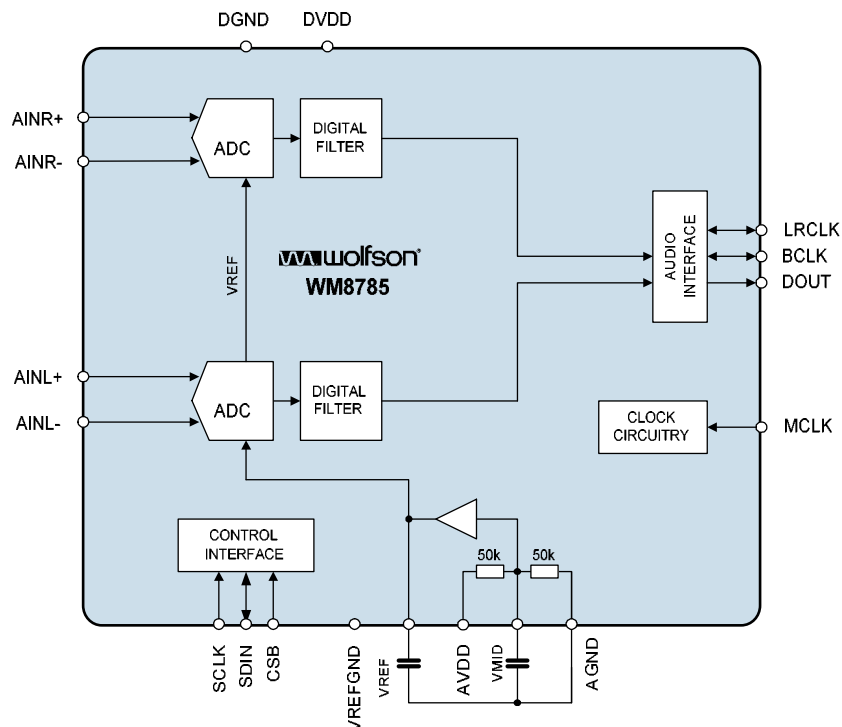 DGND
DVDD
AINR+
AINR-
ADC
DIGITAL
FILTER
VREF
wolfson®
WM8785
AUDIO
INTERFACE
LRCLK
BCLK
DOUT
AINL+
AINL-
ADC
DIGITAL
FILTER
CLOCK
CIRCUITRY
MCLK
CONTROL
INTERFACE
50k
50k
SCLK
SDIN
CSB
VREFGND
VREF
AVDD
VMID
AGND